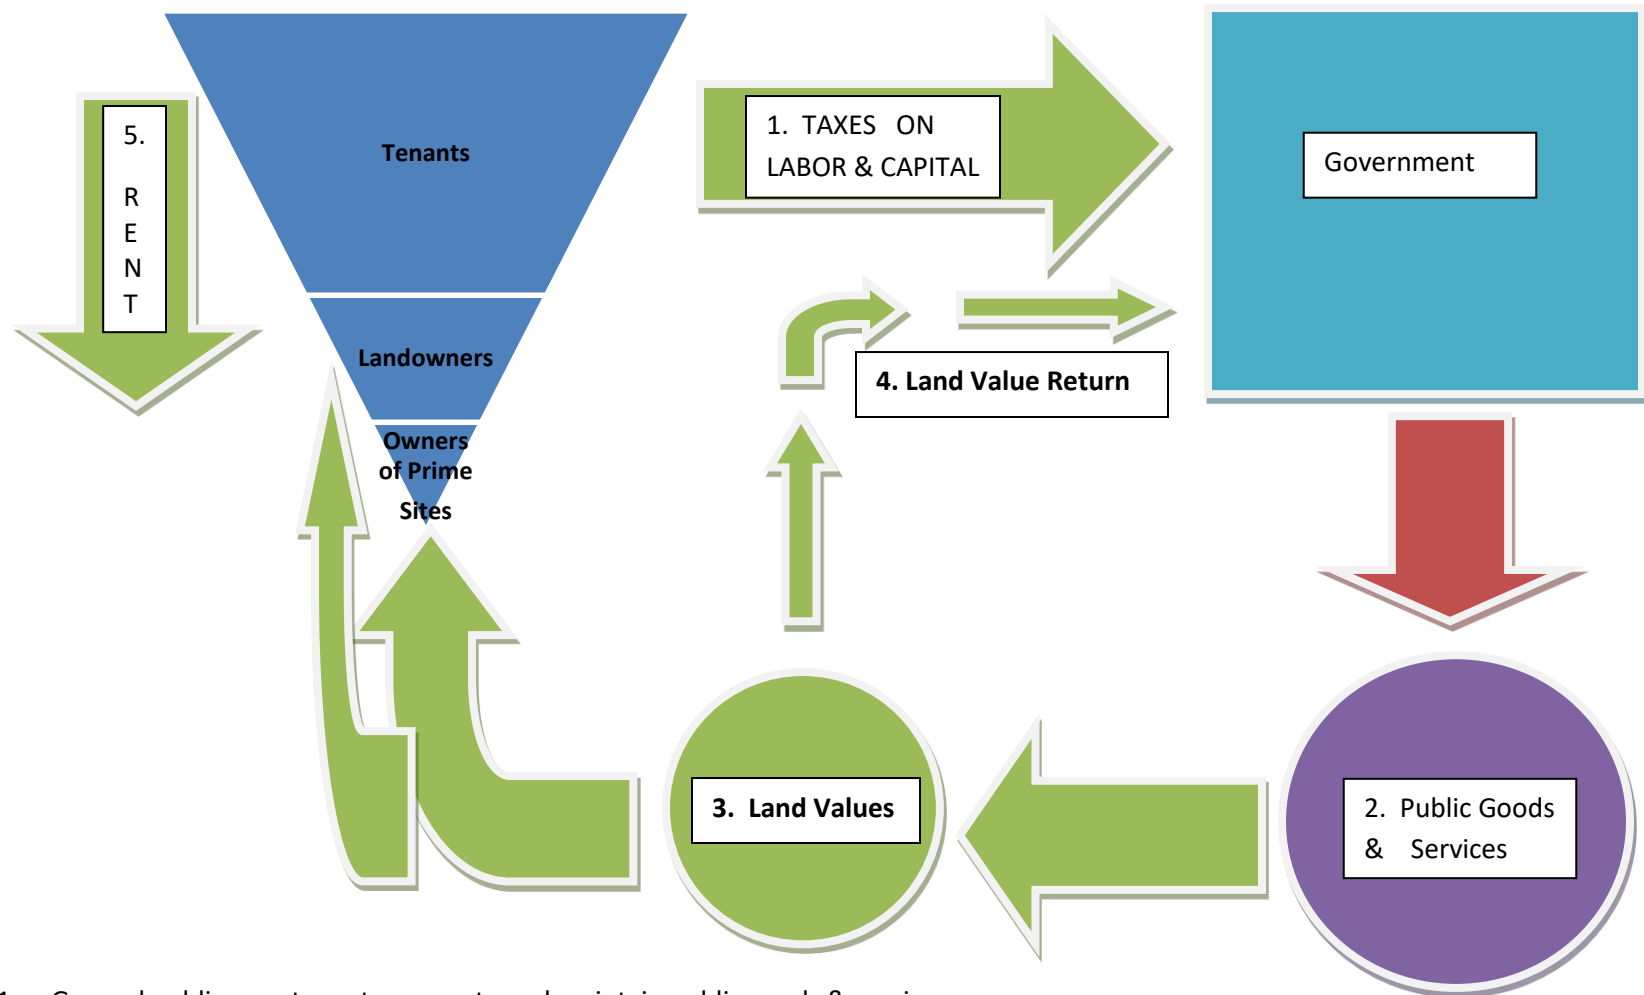 5.
R
E
N
T
Tenants
Landowners
Owners
of Prime
Sites
1. TAXES ON
LABOR & CAPITAL
Government
4. Land Value Return
3. Land Values
2. Public Goods
& Services